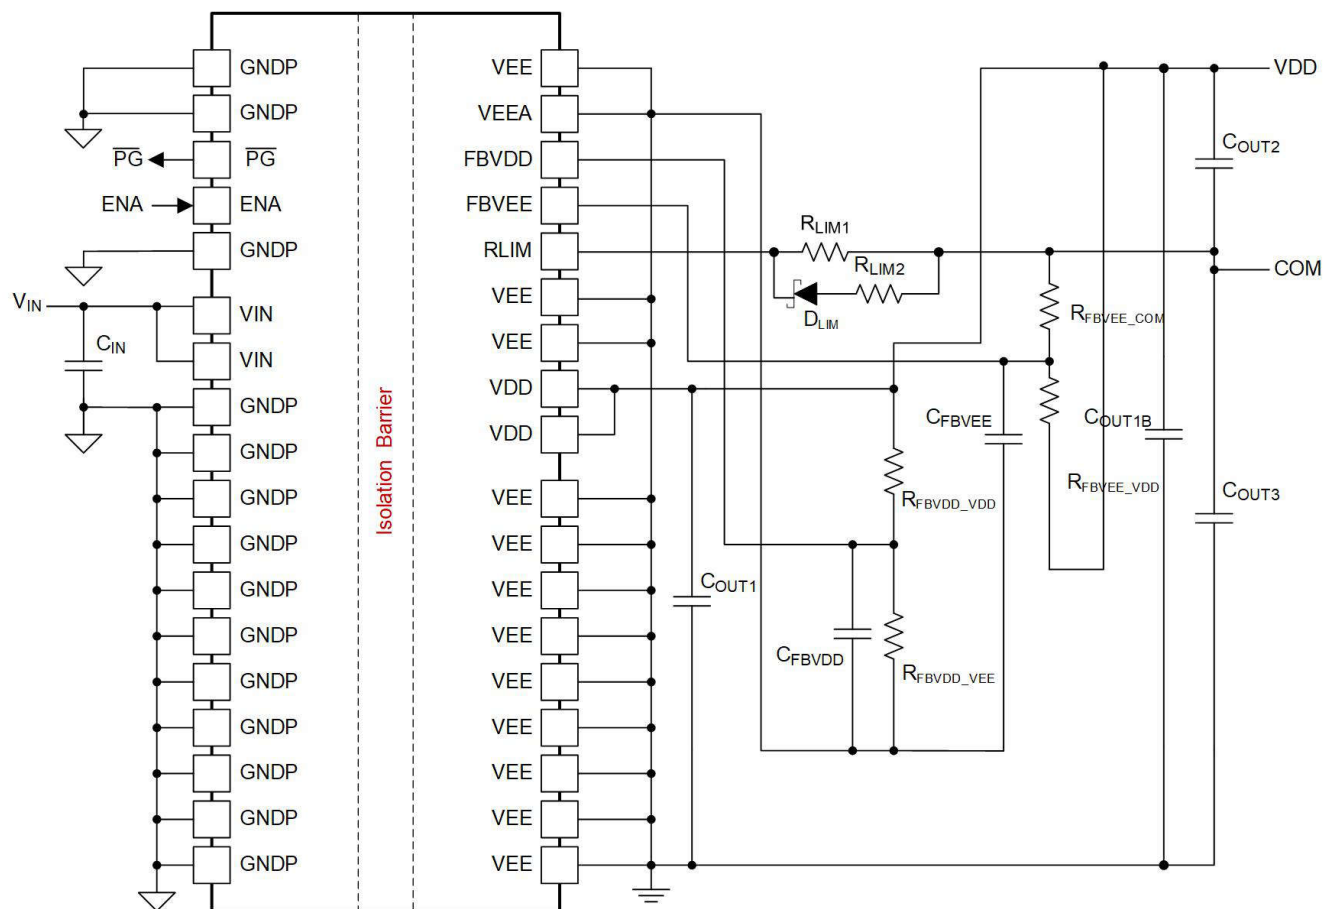 GNDP VEE
GNDP VEEA VDD
PG PG FBVDD COUT2
ENA ENA FBVEE
RLIM1
GNDP RLIM RLIM2 COM
VIN VIN VEE DLIM RFBVEE_COM
CIN VIN VEE
GNDP VDD
GNDP VDD CFBVEE COUT1B
Isolation Barrier
GNDP VEE RFBVDD_VDD RFBVEE_VDD COUT3
GNDP VEE
GNDP VEE COUT1
GNDP VEE CFBVDD
GNDP VEE RFBVDD_VEE
GNDP VEE
GNDP VEE
GNDP VEE
GNDP VEE